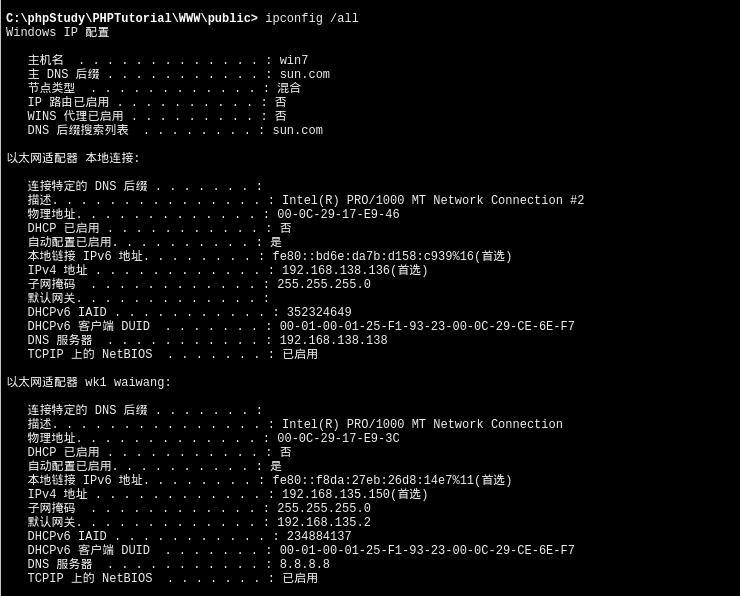 C:\phpStudy\PHPTutorial\WWW\public> ipconfig /all
Windows IP 配置
主机名  . . . . . . . . . . . . . : win7
主 DNS 后缀 . . . . . . . . . . . : sun.com
节点类型  . . . . . . . . . . . . : 混合
IP 路由已启用 . . . . . . . . . . : 否
WINS 代理已启用 . . . . . . . . . : 否
DNS 后缀搜索列表  . . . . . . . . : sun.com
以太网适配器 本地连接:
连接特定的 DNS 后缀 . . . . . . . :
描述. . . . . . . . . . . . . . . : Intel(R) PRO/1000 MT Network Connection #2
物理地址. . . . . . . . . . . . . : 00-0C-29-17-E9-46
DHCP 已启用 . . . . . . . . . . . : 否
自动配置已启用. . . . . . . . . . : 是
本地链接 IPv6 地址. . . . . . . . : fe80::bd6e:da7b:d158:c939%16(首选)
IPv4 地址 . . . . . . . . . . . . : 192.168.138.136(首选)
子网掩码  . . . . . . . . . . . . : 255.255.255.0
默认网关. . . . . . . . . . . . . :
DHCPv6 IAID . . . . . . . . . . . : 352324649
DHCPv6 客户端 DUID  . . . . . . . : 00-01-00-01-25-F1-93-23-00-0C-29-CE-6E-F7
DNS 服务器  . . . . . . . . . . . : 192.168.138.138
TCPIP 上的 NetBIOS  . . . . . . . : 已启用
以太网适配器 wk1 waiwang:
连接特定的 DNS 后缀 . . . . . . . :
描述. . . . . . . . . . . . . . . : Intel(R) PRO/1000 MT Network Connection
物理地址. . . . . . . . . . . . . : 00-0C-29-17-E9-3C
DHCP 已启用 . . . . . . . . . . . : 否
自动配置已启用. . . . . . . . . . : 是
本地链接 IPv6 地址. . . . . . . . : fe80::f8da:27eb:26d8:14e7%11(首选)
IPv4 地址 . . . . . . . . . . . . : 192.168.135.150(首选)
子网掩码  . . . . . . . . . . . . : 255.255.255.0
默认网关. . . . . . . . . . . . . : 192.168.135.2
DHCPv6 IAID . . . . . . . . . . . : 234884137
DHCPv6 客户端 DUID  . . . . . . . : 00-01-00-01-25-F1-93-23-00-0C-29-CE-6E-F7
DNS 服务器  . . . . . . . . . . . : 8.8.8.8
TCPIP 上的 NetBIOS  . . . . . . . : 已启用